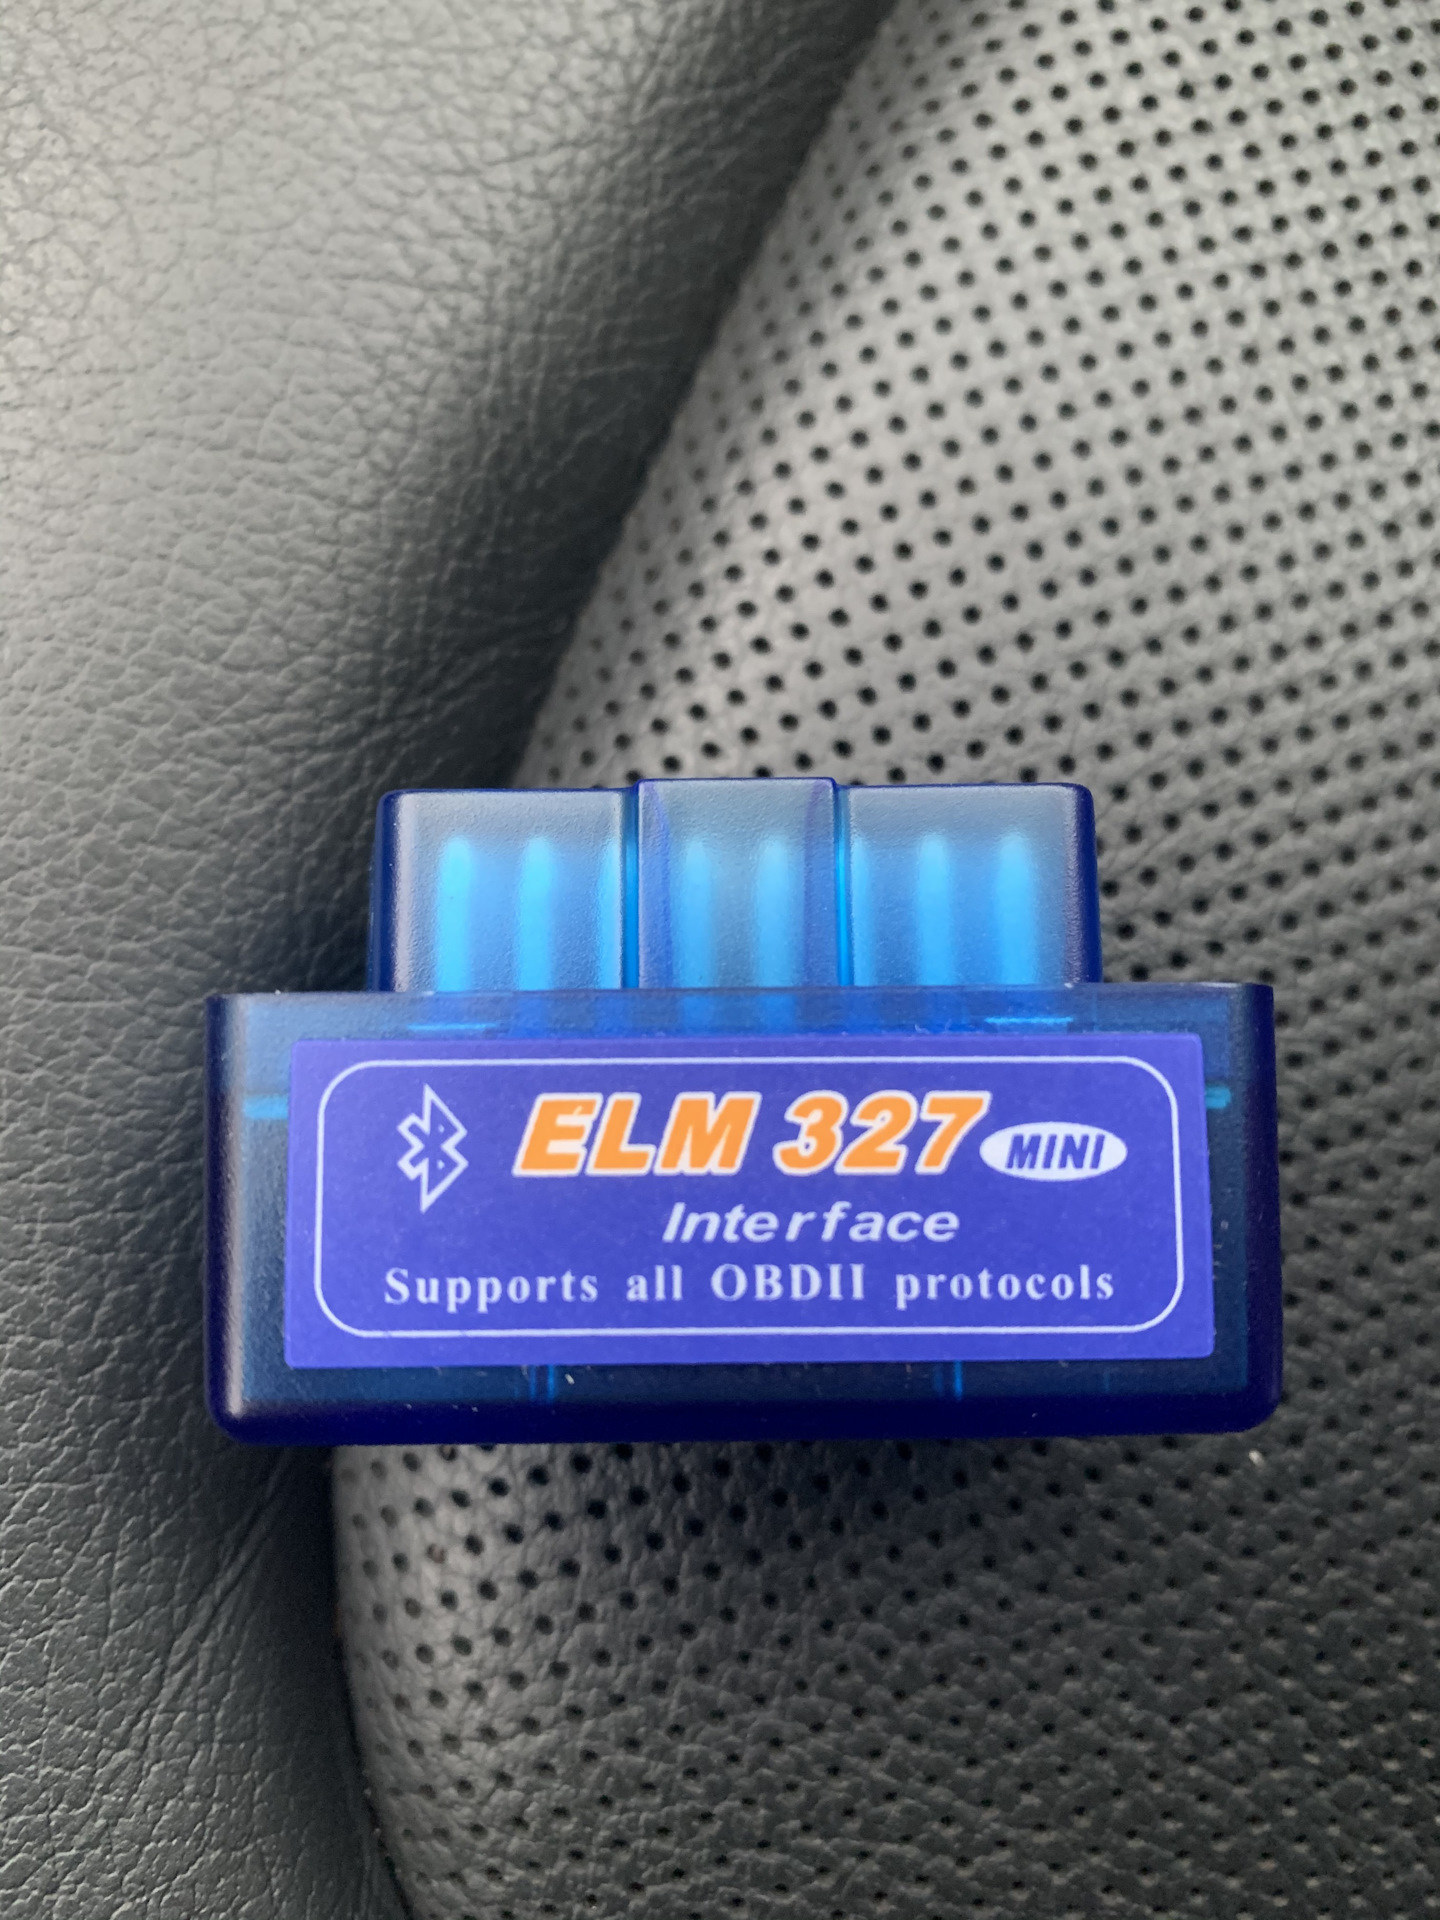 ELM 327 MINI
Interface
Supports all OBDII protocols